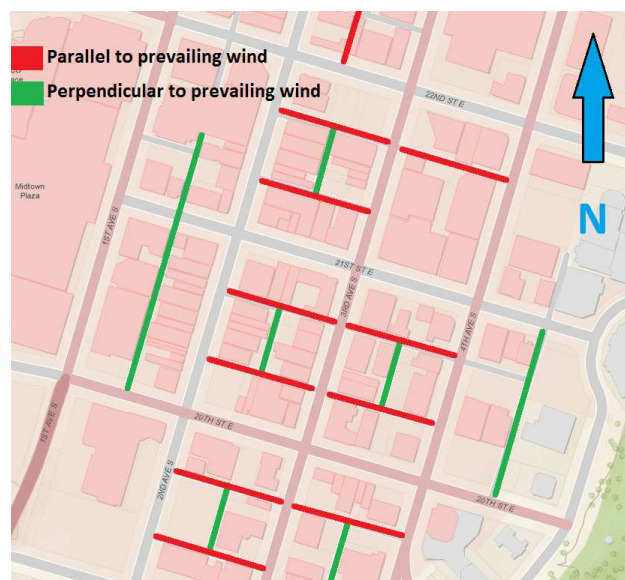 Parallel to prevailing wind
Perpendicular to prevailing wind
22ND ST E
N
Midtown
Plaza
1ST AVE S
21ST ST E
3RD AVE S
4TH AVE S
1ST AVE S
20TH ST E
2ND AVE S
20TH ST E